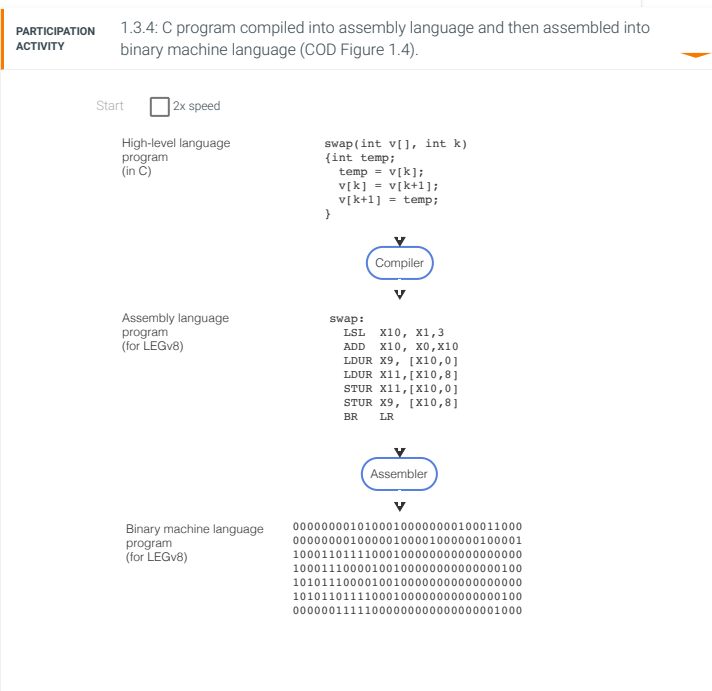 PARTICIPATION
ACTIVITY
1.3.4: C program compiled into assembly language and then assembled into
binary machine language (COD Figure 1.4).
Start
2x speed
High-level language
program
(in C)
swap(int v[], int k)
{int temp;
  temp = v[k];
  v[k] = v[k+1];
  v[k+1] = temp;
}
Compiler
Assembly language
program
(for LEGv8)
swap:
  LSL  X10, X1,3
  ADD  X10, X0,X10
  LDUR X9, [X10,0]
  LDUR X11,[X10,8]
  STUR X11,[X10,0]
  STUR X9, [X10,8]
  BR   LR
Assembler
Binary machine language
program
(for LEGv8)
00000000101000100000000100011000
00000000100000100001000000100001
10001101111000100000000000000000
10001110000100100000000000000100
10101110000100100000000000000000
10101101111000100000000000000100
00000011111000000000000000001000